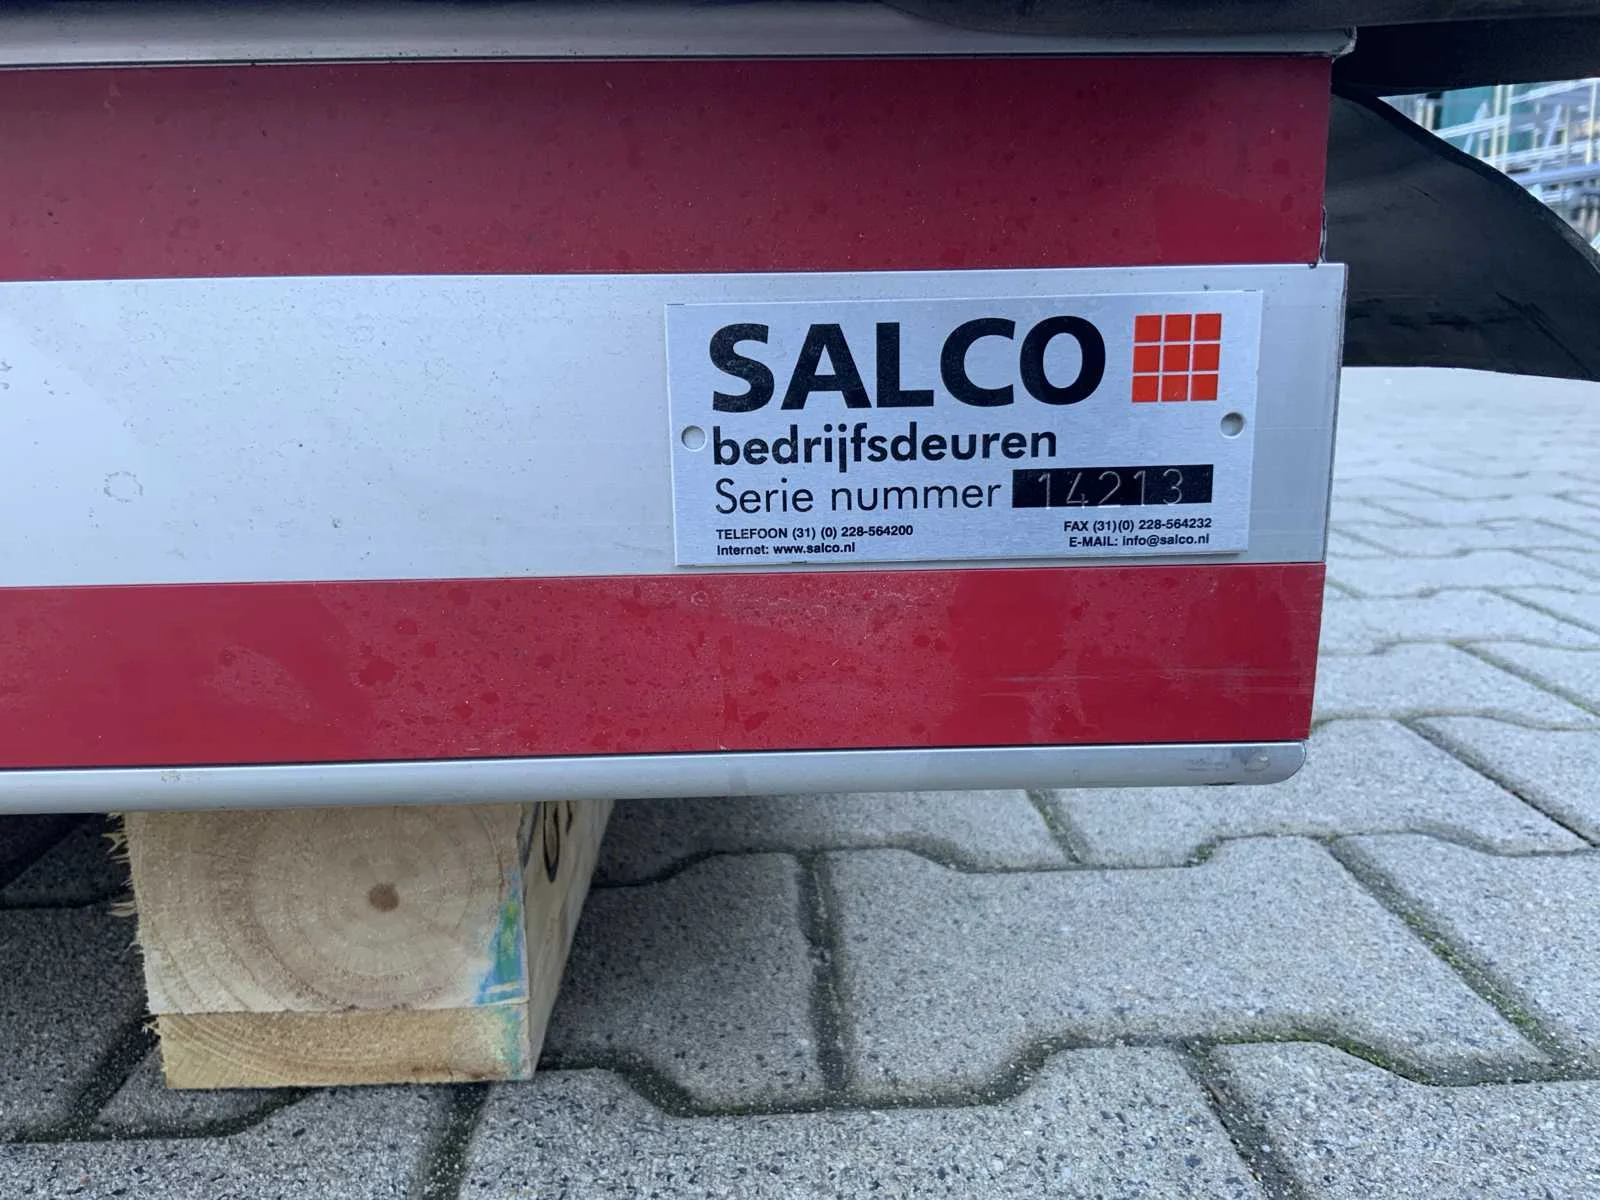 SALCO
bedrijfsdeuren
Serie nummer 14213
TELEFOON (31) (0) 228-564200 FAX (31)(0) 228-564232
Internet: www.salco.nl E-MAIL: info@salco.nl